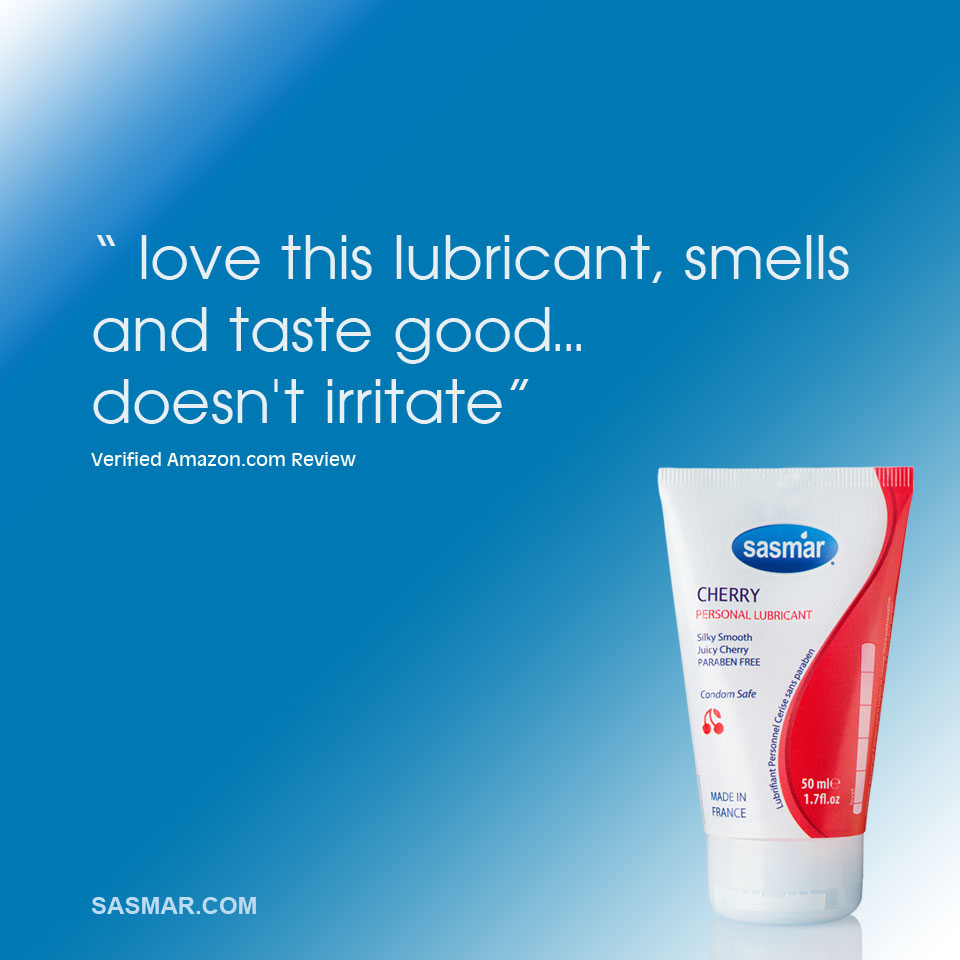 “ love this lubricant, smells
and taste good...
doesn't irritate”
Verified Amazon.com Review
sasmar
CHERRY
PERSONAL LUBRICANT
Silky Smooth
Juicy Cherry
PARABEN FREE
Condom Safe
Lubrifiant Personnel Cerise sans paraben
50 ml℮
1.7fl.oz
MADE IN
FRANCE
SASMAR.COM